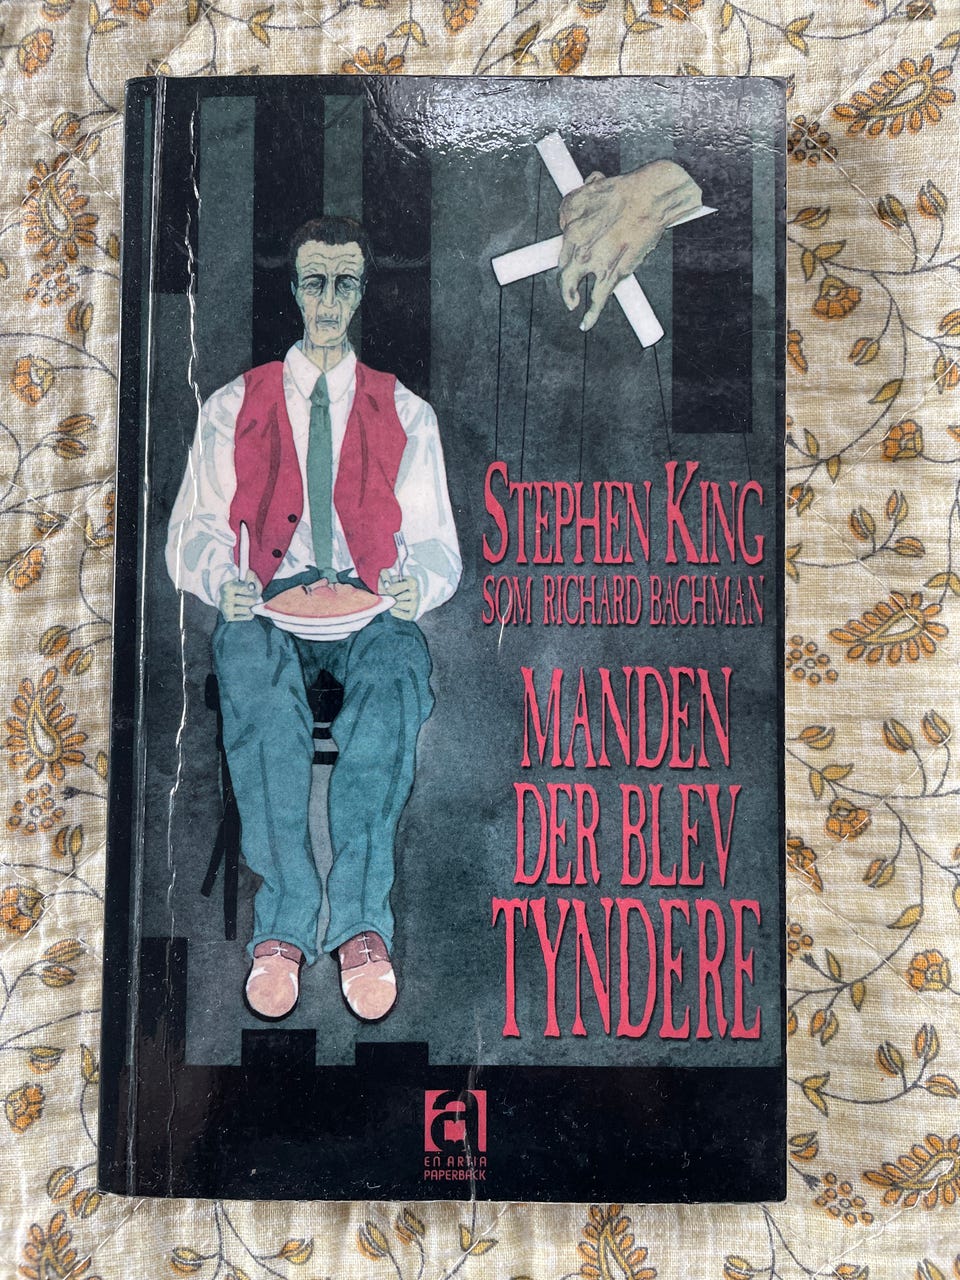 STEPHEN KING
SOM RICHARD BACHMAN
MANDEN
DER BLEV
TYNDERE
a
EN ARTIA
PAPERBACK